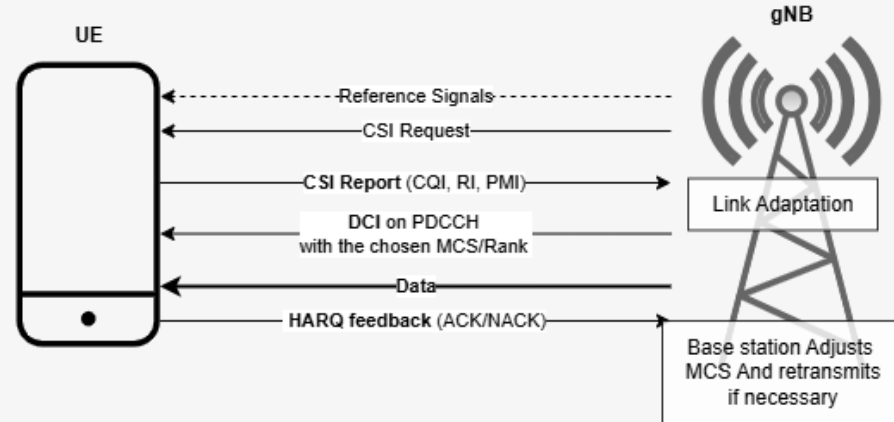 UE
gNB
Reference Signals
CSI Request
CSI Report (CQI, RI, PMI)
Link Adaptation
DCI on PDCCH
with the chosen MCS/Rank
Data
HARQ feedback (ACK/NACK)
Base station Adjusts
MCS And retransmits
if necessary